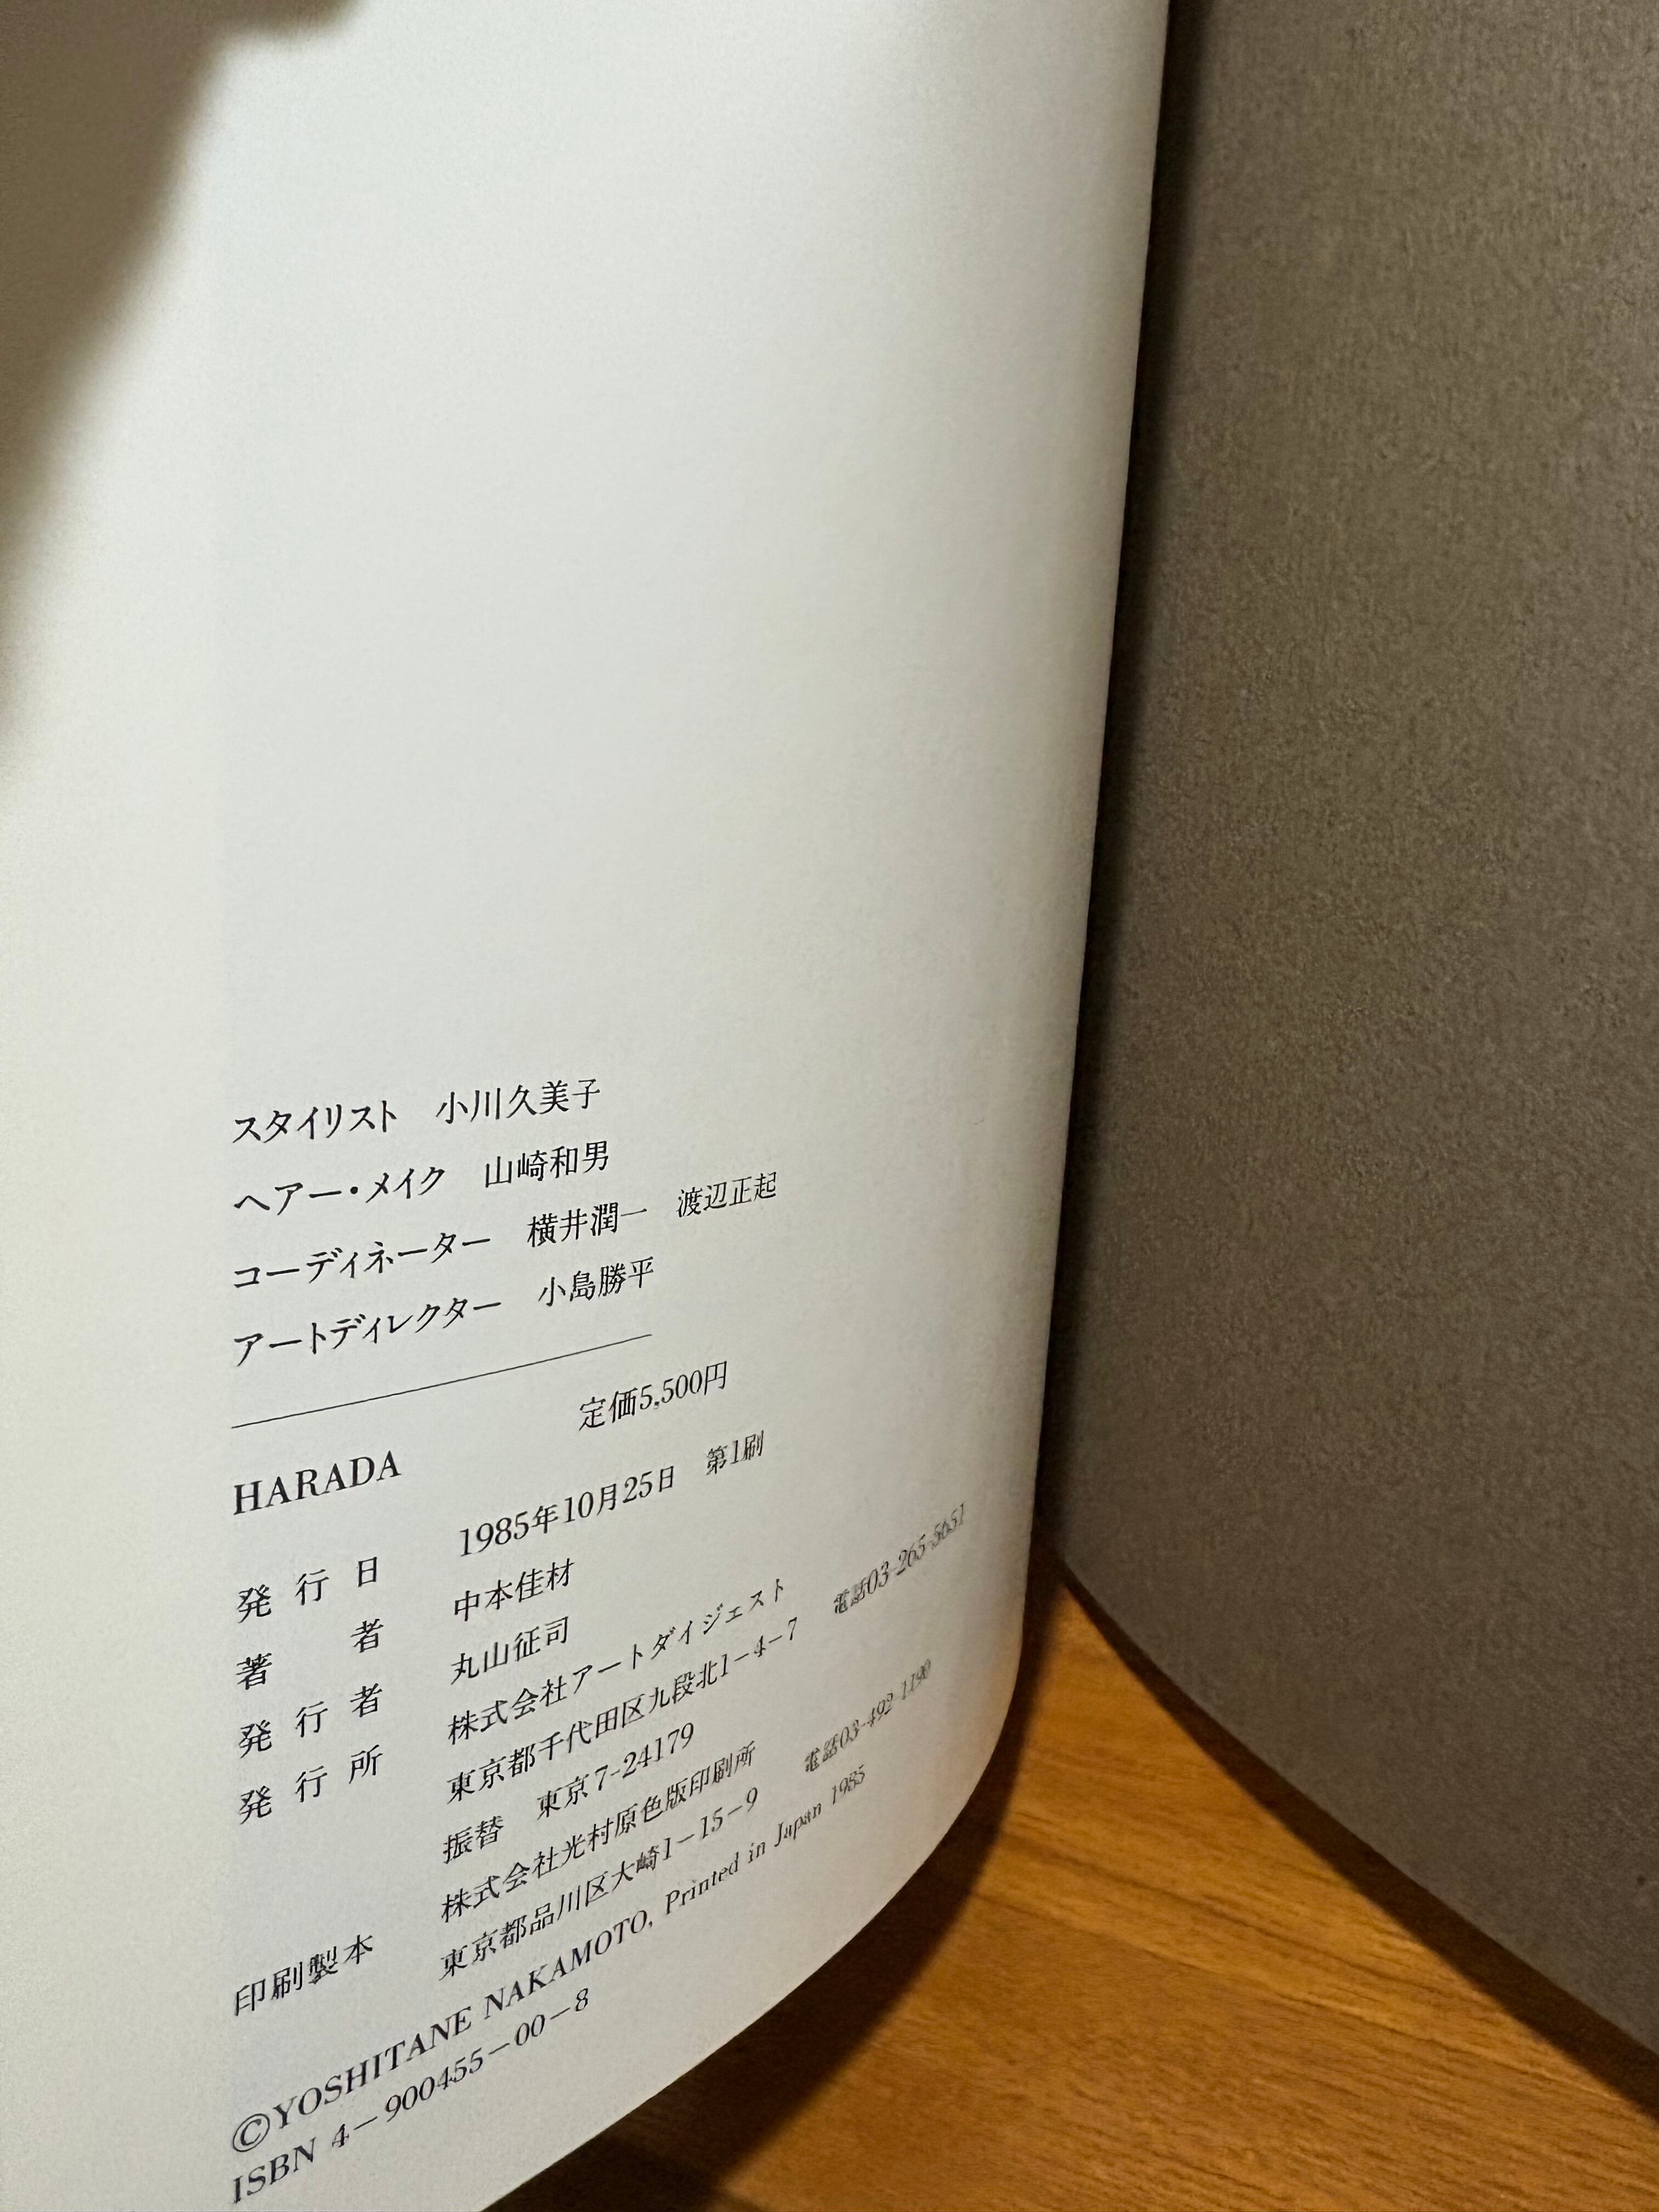 スタイリスト　小川久美子
ヘアー・メイク　山崎和男
コーディネーター　横井潤一　渡辺正起
アートディレクター　小島勝平
HARADA　定価5,500円
発行日　1985年10月25日　第1刷
著者　中本佳材
発行者　丸山征司
発行所　株式会社アートダイジェスト
東京都千代田区九段北1−4−7　電話03-265-5651
振替　東京7-24179
印刷製本　株式会社光村原色版印刷所
東京都品川区大崎1−15−9　電話03-492-1190
©YOSHITANE NAKAMOTO, Printed in Japan 1985
ISBN 4−900455−00−8